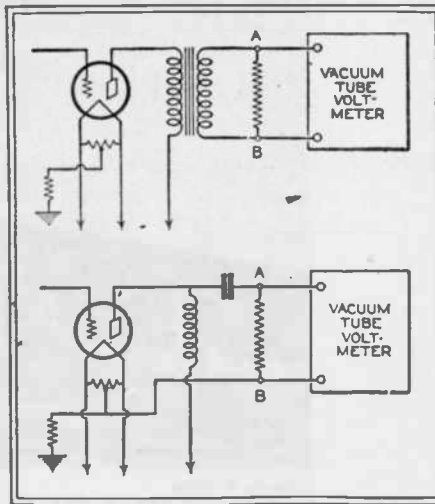 A
VACUUM
TUBE
VOLT-
METER
B
A
VACUUM
TUBE
VOLT-
METER
B